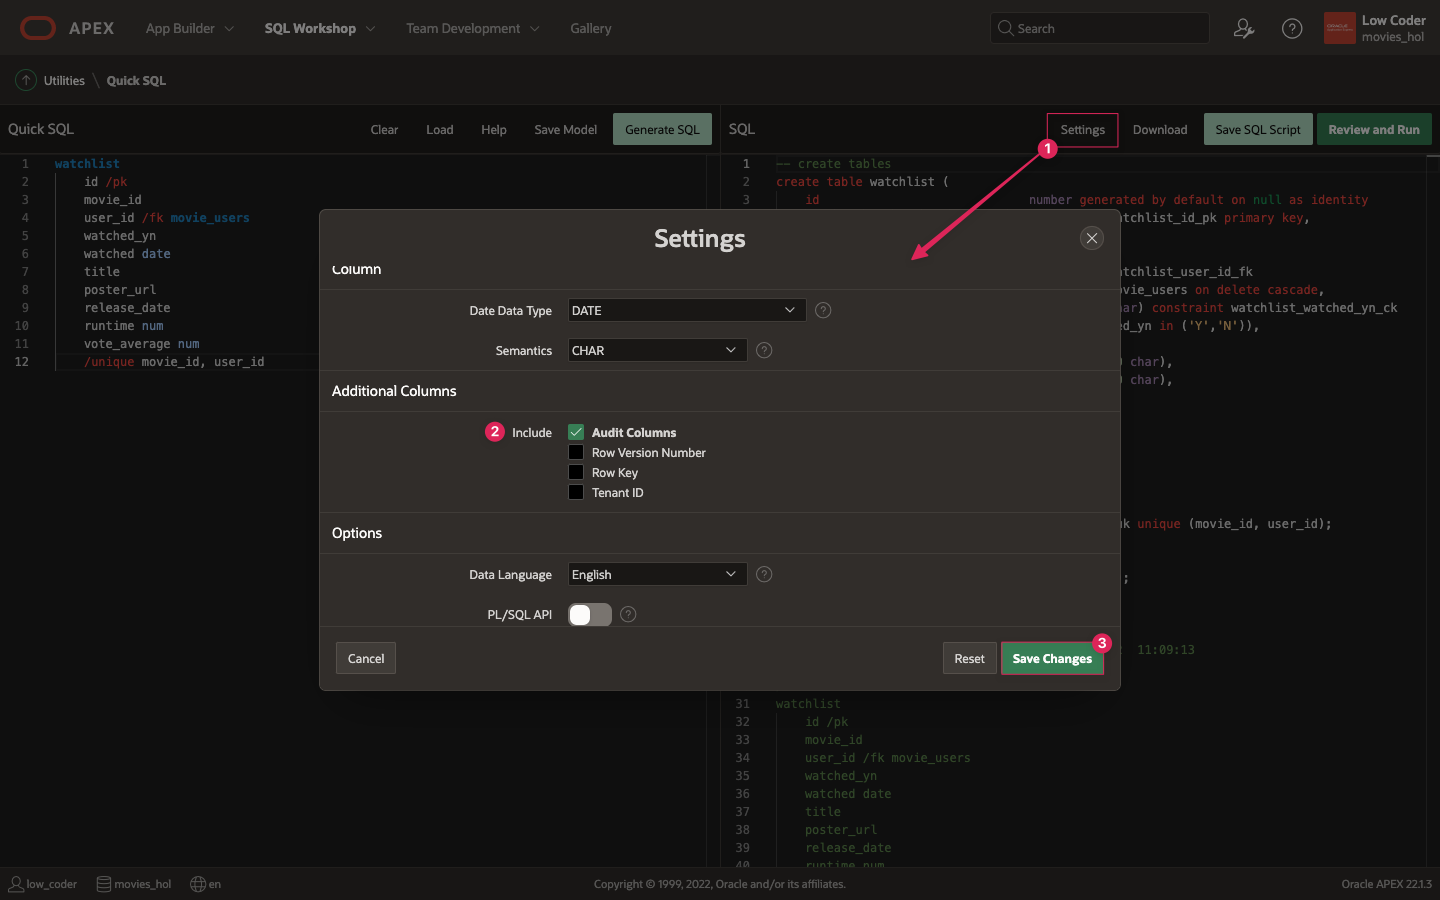 APEX App Builder SQL Workshop Team Development Gallery Search Low Coder
movies_hol
Utilities \ Quick SQL
Quick SQL Clear Load Help Save Model Generate SQL
1 watchlist
2 id /pk
3 movie_id
4 user_id /fk movie_users
5 watched_yn
6 watched date
7 title
8 poster_url
9 release_date
10 runtime num
11 vote_average num
12 /unique movie_id, user_id
SQL Settings Download Save SQL Script Review and Run
1
1 -- create tables
2 create table watchlist (
3 id number generated by default on null as identity
atchlist_id_pk primary key,
atchlist_user_id_fk
ovie_users on delete cascade,
ar) constraint watchlist_watched_yn_ck
ed_yn in ('Y','N')),
char),
char),
k unique (movie_id, user_id);
;
11:09:13
31 watchlist
32 id /pk
33 movie_id
34 user_id /fk movie_users
35 watched_yn
36 watched date
37 title
38 poster_url
39 release_date
40 runtime num
Settings
Column
Date Data Type DATE ?
Semantics CHAR ?
Additional Columns
2 Include Audit Columns
Row Version Number
Row Key
Tenant ID
Options
Data Language English ?
PL/SQL API ?
Cancel Reset Save Changes 3
low_coder movies_hol en Copyright © 1999, 2022, Oracle and/or its affiliates. Oracle APEX 22.1.3